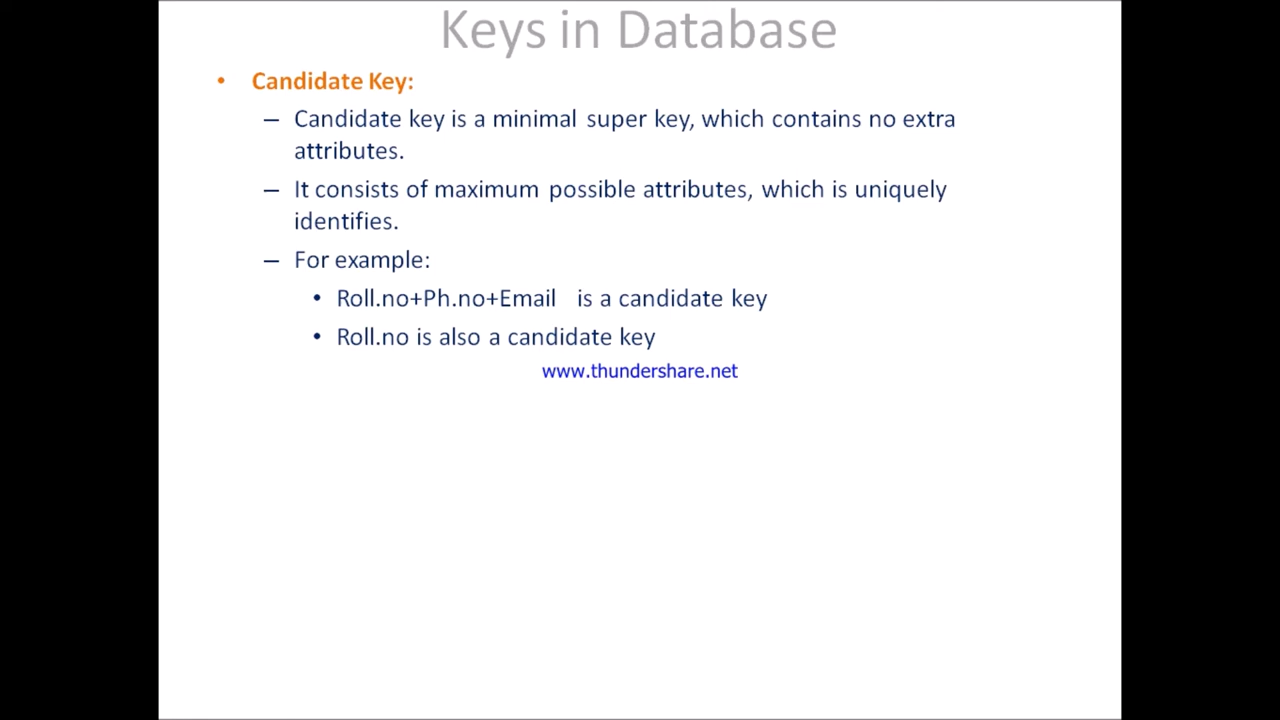 Keys in Database
• Candidate Key:
– Candidate key is a minimal super key, which contains no extra
attributes.
– It consists of maximum possible attributes, which is uniquely
identifies.
– For example:
• Roll.no+Ph.no+Email is a candidate key
• Roll.no is also a candidate key
www.thundershare.net